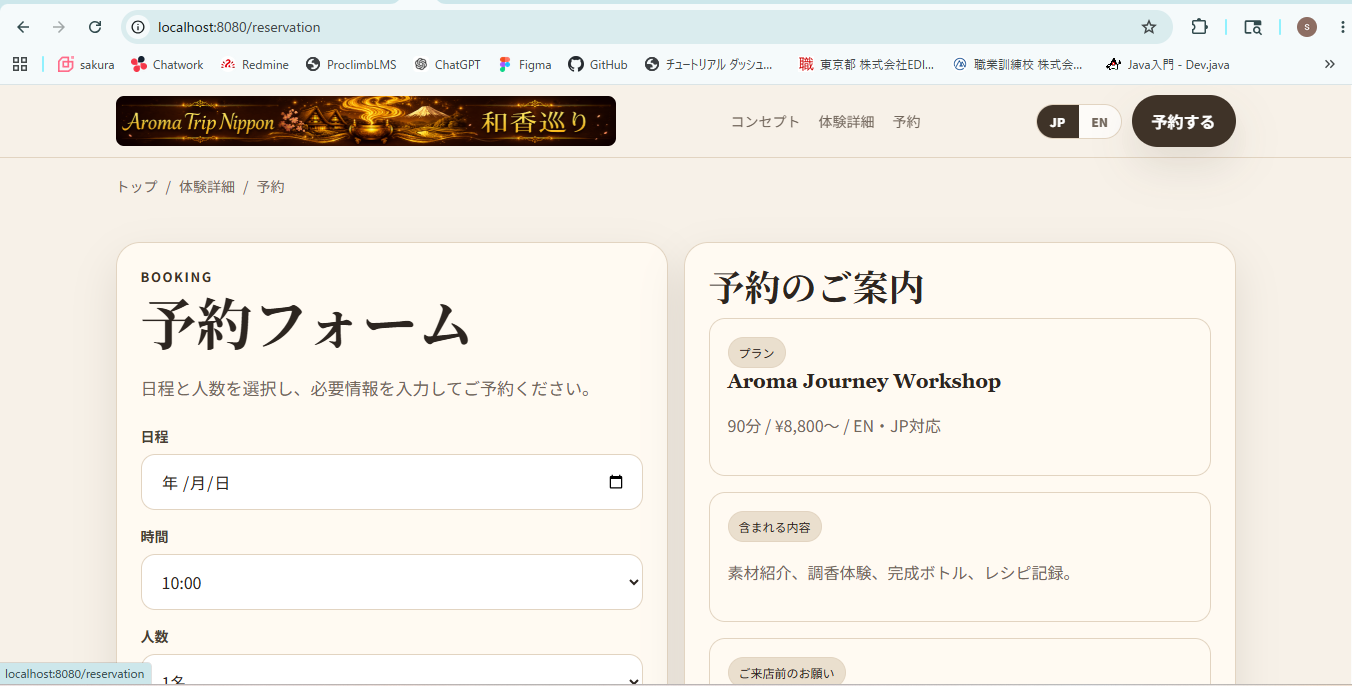 localhost:8080/reservation
S
sakura
Chatwork
Redmine
ProclimbLMS
ChatGPT
Figma
GitHub
チュートリアル ダッシュ...
職 東京都 株式会社EDI...
職業訓練校 株式会...
Java入門 - Dev.java
Aroma Trip Nippon 和香巡り
コンセプト 体験詳細 予約
JP EN
予約する
トップ / 体験詳細 / 予約
BOOKING
予約フォーム
日程と人数を選択し、必要情報を入力してご予約ください。
日程
年 /月/日
時間
10:00
人数
1名
予約のご案内
プラン
Aroma Journey Workshop
90分 / ¥8,800〜 / EN・JP対応
含まれる内容
素材紹介、調香体験、完成ボトル、レシピ記録。
ご来店前のお願い
localhost:8080/reservation